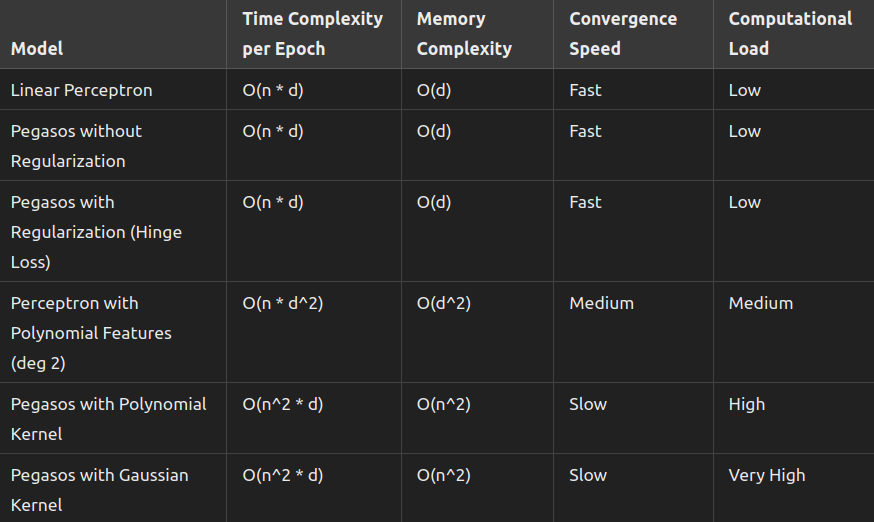 Model | Time Complexity per Epoch | Memory Complexity | Convergence Speed | Computational Load
Linear Perceptron | O(n * d) | O(d) | Fast | Low
Pegasos without Regularization | O(n * d) | O(d) | Fast | Low
Pegasos with Regularization (Hinge Loss) | O(n * d) | O(d) | Fast | Low
Perceptron with Polynomial Features (deg 2) | O(n * d^2) | O(d^2) | Medium | Medium
Pegasos with Polynomial Kernel | O(n^2 * d) | O(n^2) | Slow | High
Pegasos with Gaussian Kernel | O(n^2 * d) | O(n^2) | Slow | Very High